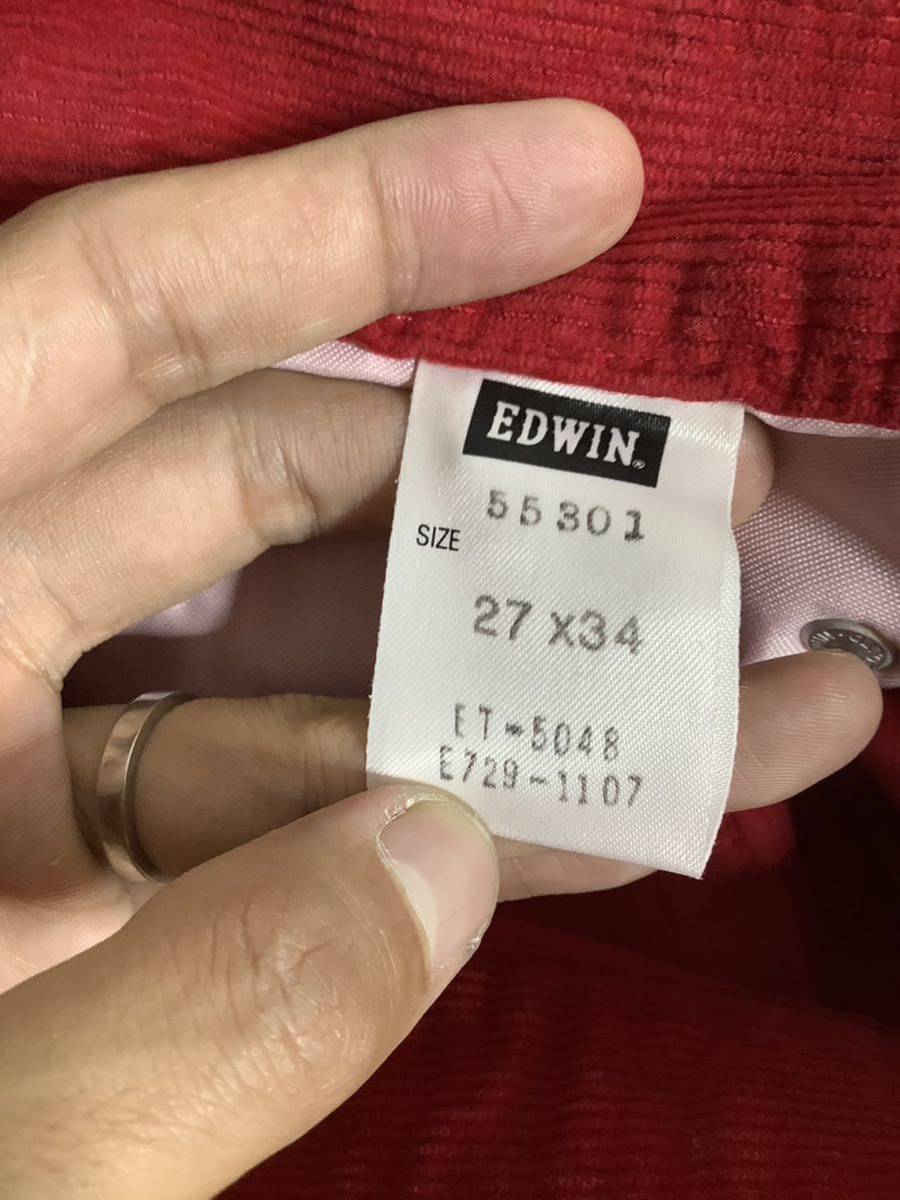 EDWIN®
55301
SIZE
27 x34
ET-5048
E729-1107